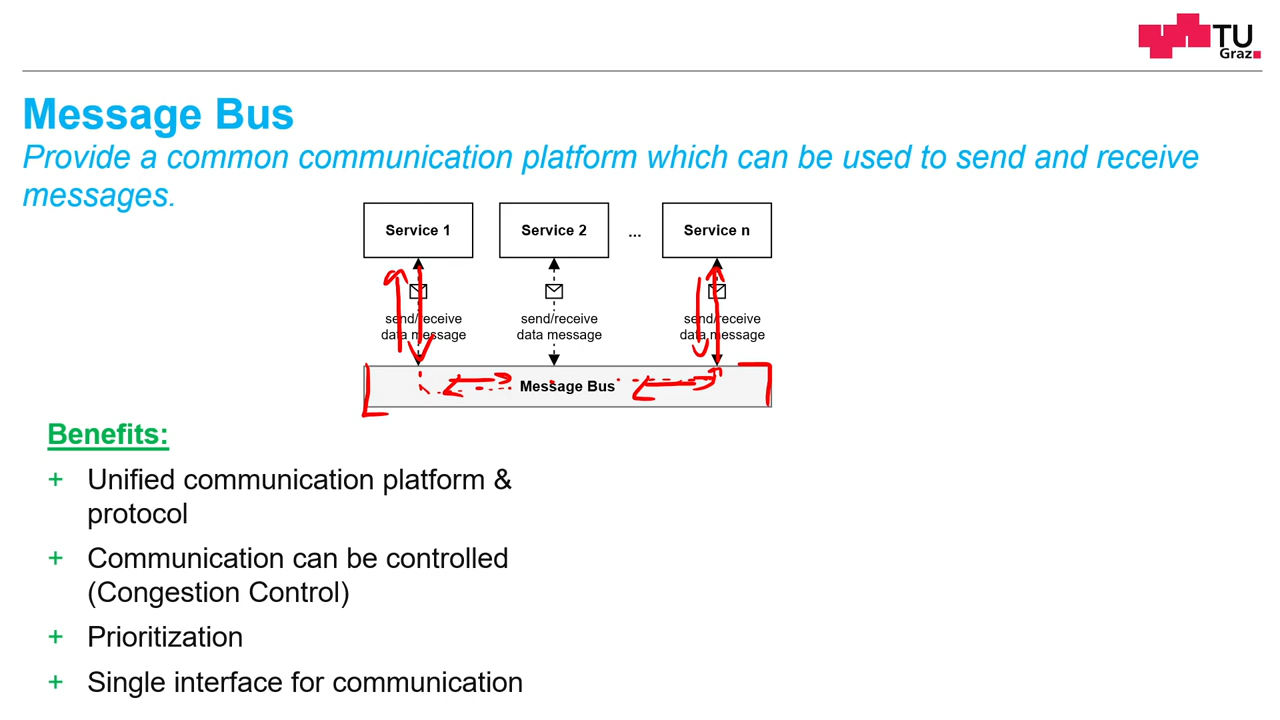 TU
Graz
Message Bus
Provide a common communication platform which can be used to send and receive
messages.
Service 1
Service 2
...
Service n
send/receive
data message
send/receive
data message
send/receive
data message
Message Bus
Benefits:
+ Unified communication platform &
protocol
+ Communication can be controlled
(Congestion Control)
+ Prioritization
+ Single interface for communication